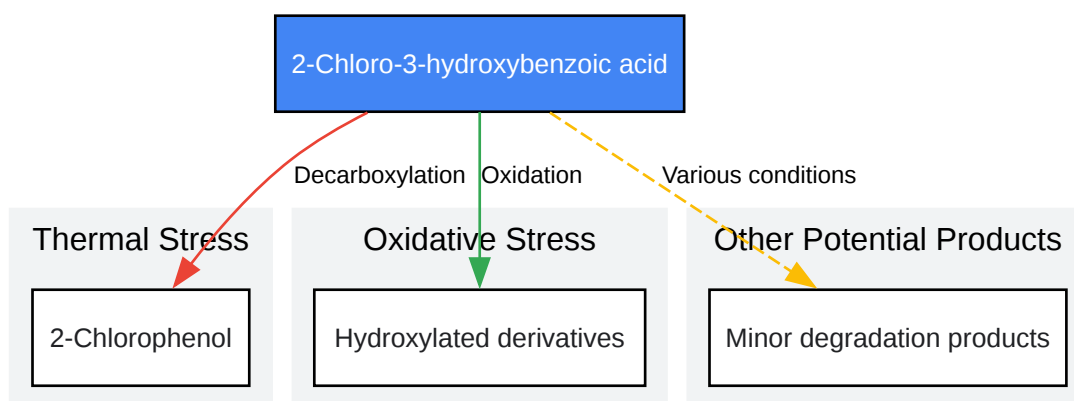 2-Chloro-3-hydroxybenzoic acid
Decarboxylation
Oxidation
Various conditions
Thermal Stress
Oxidative Stress
Other Potential Products
2-Chlorophenol
Hydroxylated derivatives
Minor degradation products